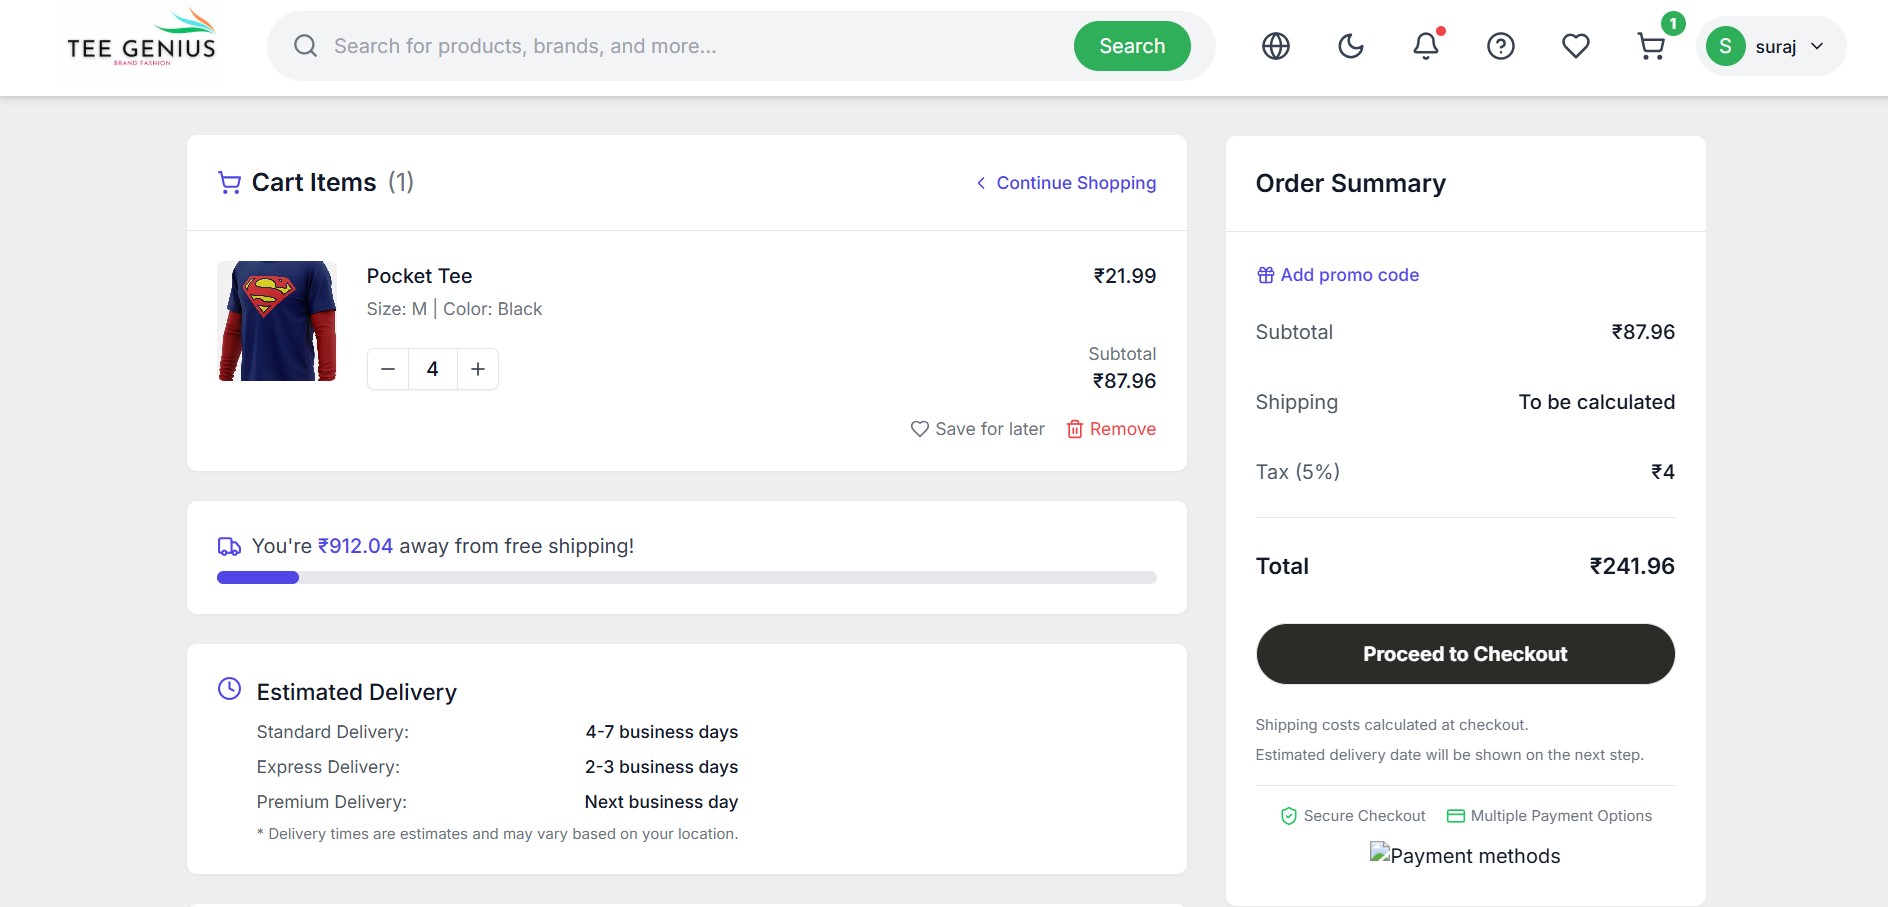 TEE GENIUS
BRAND FASHION
Search for products, brands, and more...
Search
1
S
suraj
Cart Items (1)
Continue Shopping
Pocket Tee
₹21.99
Size: M | Color: Black
4
Subtotal
₹87.96
Save for later
Remove
You're ₹912.04 away from free shipping!
Estimated Delivery
Standard Delivery: 4-7 business days
Express Delivery: 2-3 business days
Premium Delivery: Next business day
* Delivery times are estimates and may vary based on your location.
Order Summary
Add promo code
Subtotal ₹87.96
Shipping To be calculated
Tax (5%) ₹4
Total ₹241.96
Proceed to Checkout
Shipping costs calculated at checkout.
Estimated delivery date will be shown on the next step.
Secure Checkout
Multiple Payment Options
Payment methods